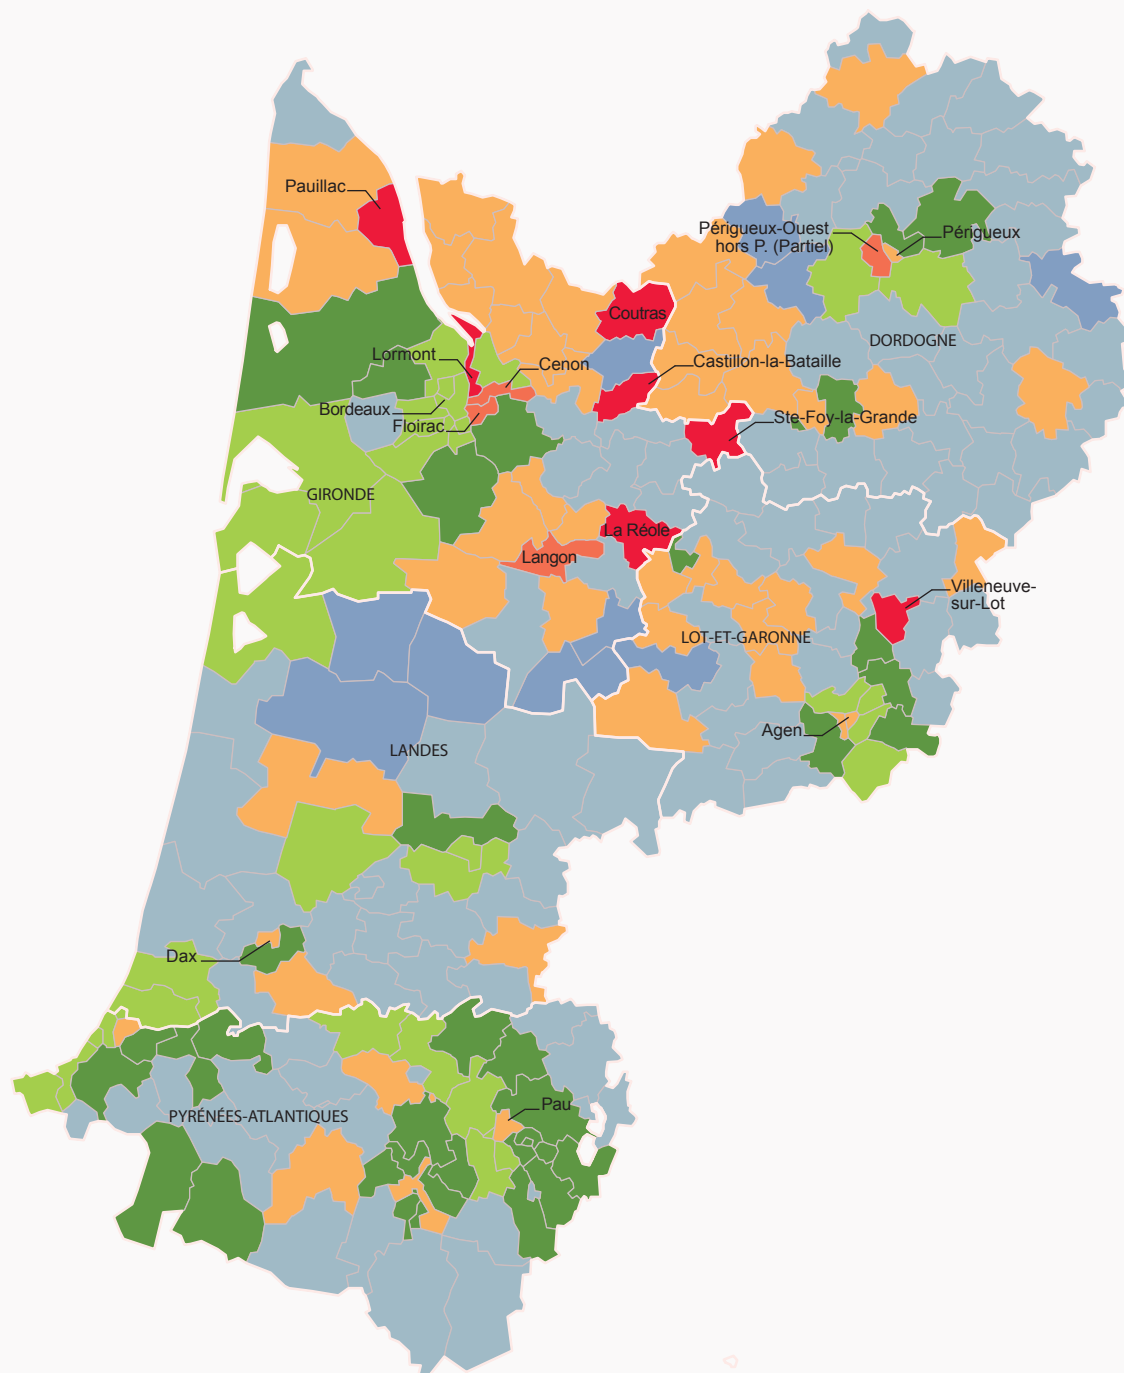 Pauillac
Périgueux-Ouest
hors P. (Partiel)
Périgueux
Coutras
DORDOGNE
Lormont
Cenon
Castillon-la-Bataille
Bordeaux
Floirac
Ste-Foy-la-Grande
GIRONDE
La Réole
Langon
Villeneuve-
sur-Lot
LOT-ET-GARONNE
Agen
LANDES
Dax
Pau
PYRÉNÉES-ATLANTIQUES